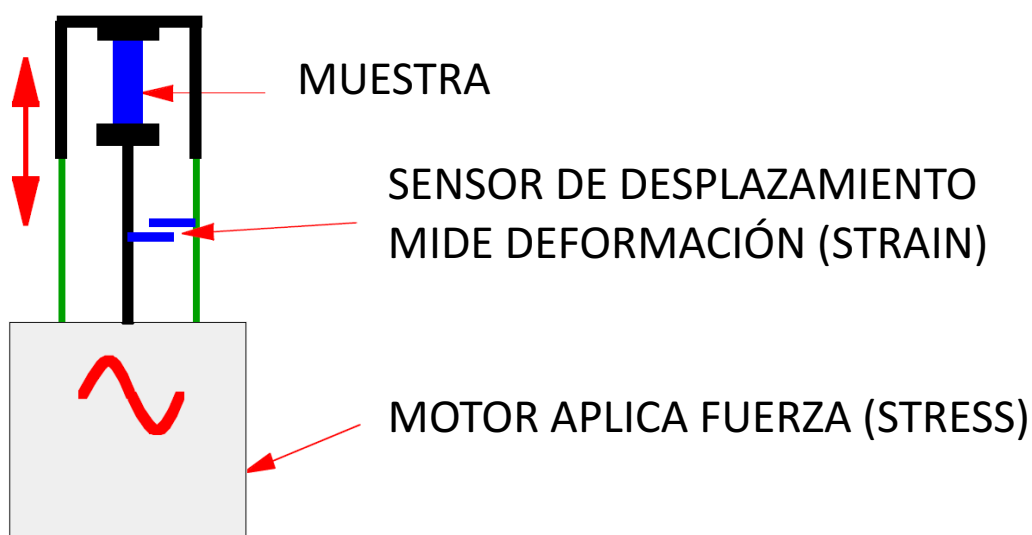 MUESTRA
SENSOR DE DESPLAZAMIENTO
MIDE DEFORMACIÓN (STRAIN)
MOTOR APLICA FUERZA (STRESS)